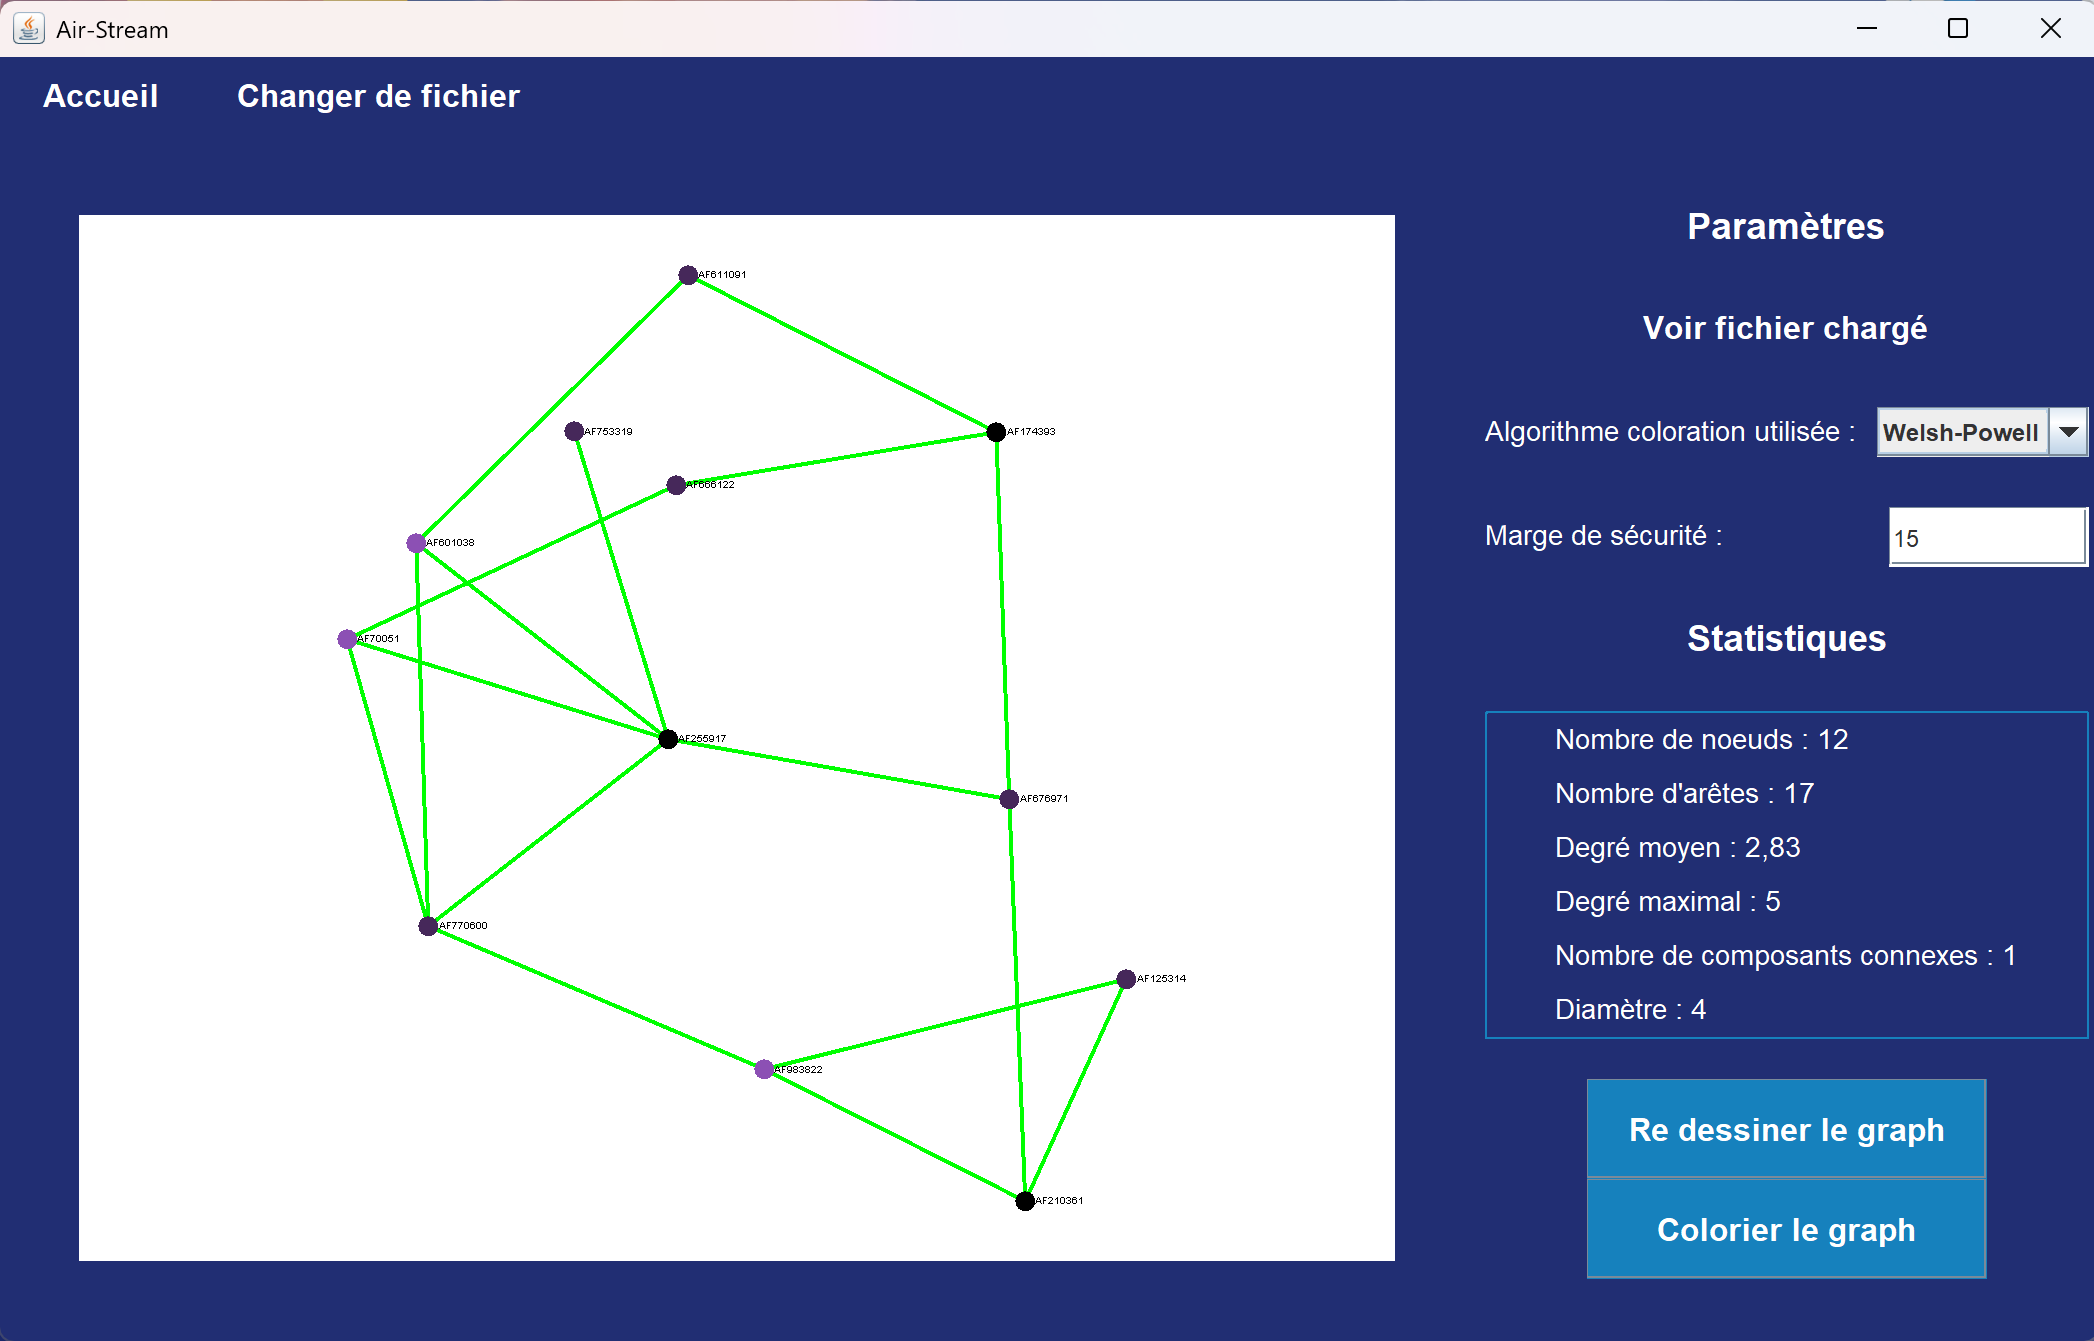 Air-Stream
Accueil
Changer de fichier
Paramètres
Voir fichier chargé
Algorithme coloration utilisée :
Welsh-Powell
Marge de sécurité :
15
Statistiques
Nombre de noeuds : 12
Nombre d'arêtes : 17
Degré moyen : 2,83
Degré maximal : 5
Nombre de composants connexes : 1
Diamètre : 4
Re dessiner le graph
Colorier le graph
AF611091
AF753319
AF174393
AF666122
AF601038
AF70051
AF255917
AF676971
AF770600
AF125314
AF983822
AF210361